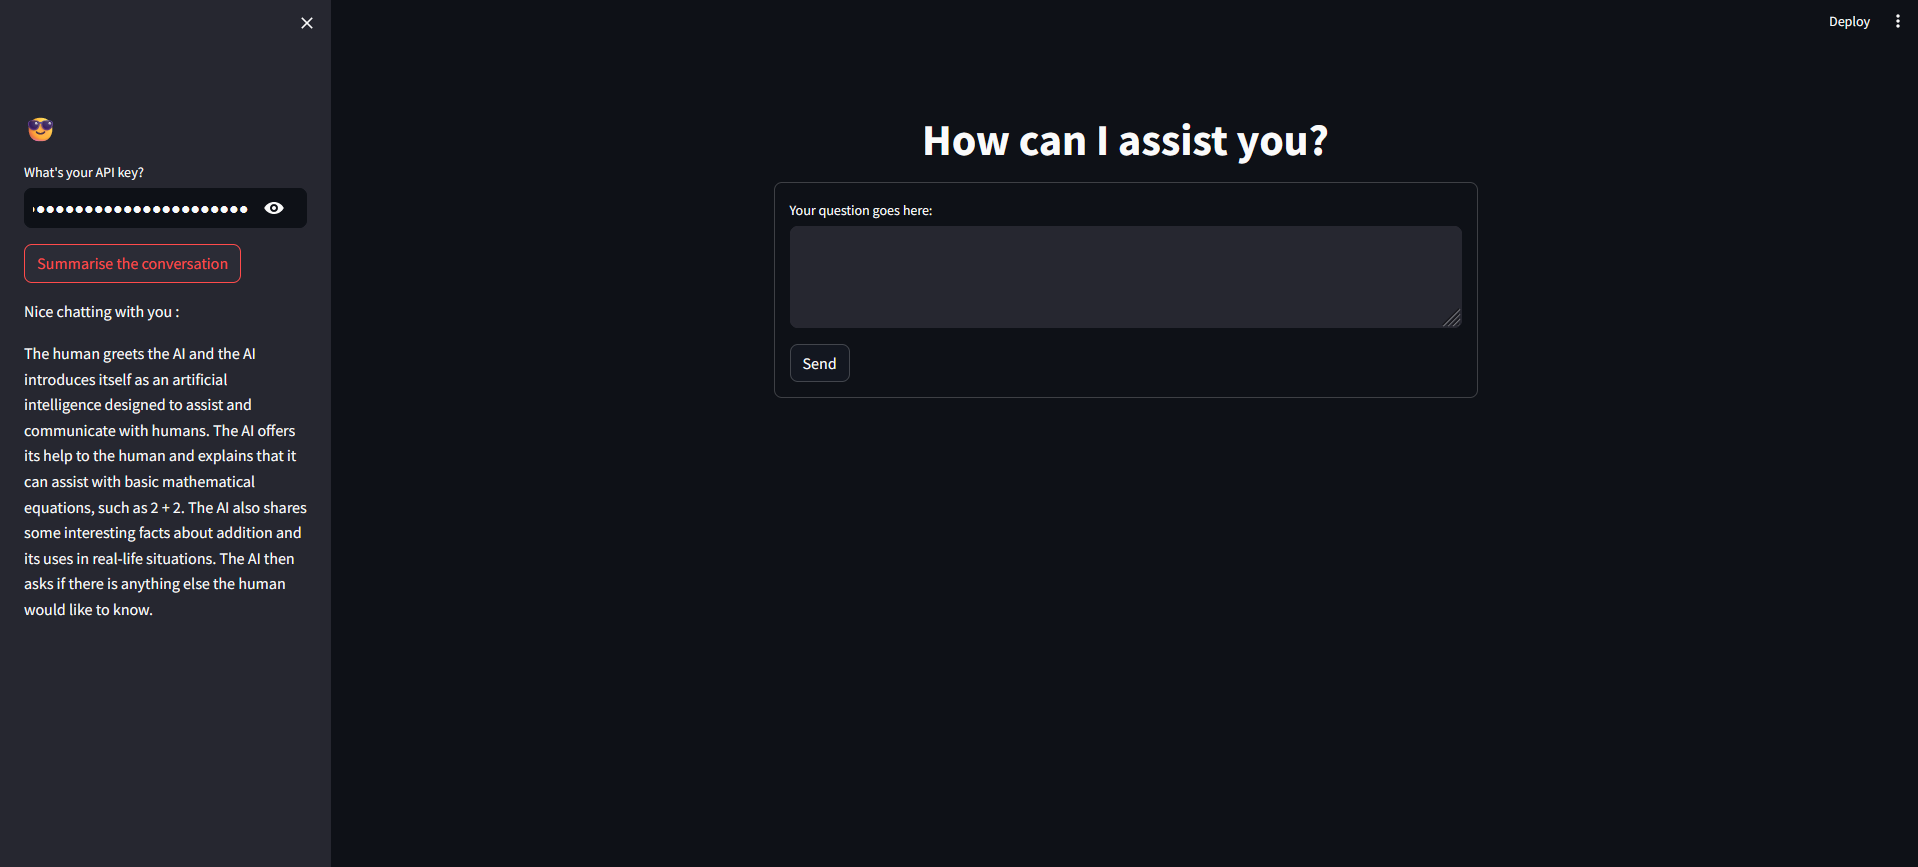 Deploy
What's your API key?
Summarise the conversation
Nice chatting with you :
The human greets the AI and the AI
introduces itself as an artificial
intelligence designed to assist and
communicate with humans. The AI offers
its help to the human and explains that it
can assist with basic mathematical
equations, such as 2 + 2. The AI also shares
some interesting facts about addition and
its uses in real-life situations. The AI then
asks if there is anything else the human
would like to know.
How can I assist you?
Your question goes here:
Send